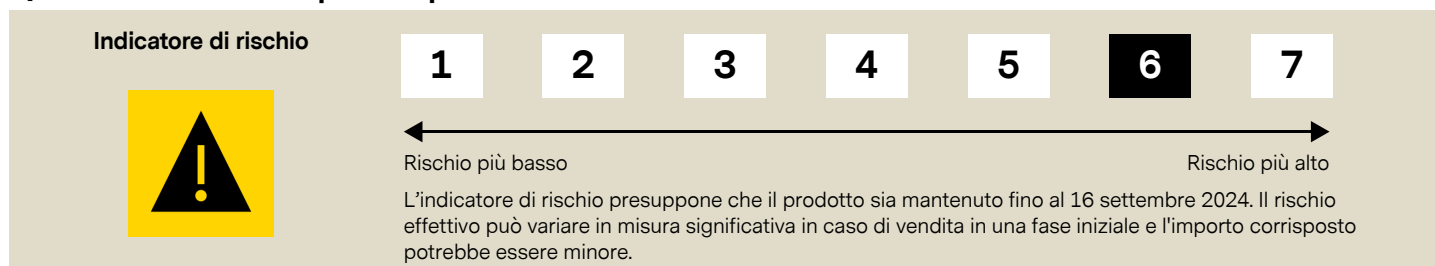 Indicatore di rischio
1 2 3 4 5 6 7
Rischio più basso Rischio più alto
L'indicatore di rischio presuppone che il prodotto sia mantenuto fino al 16 settembre 2024. Il rischio
effettivo può variare in misura significativa in caso di vendita in una fase iniziale e l'importo corrisposto
potrebbe essere minore.